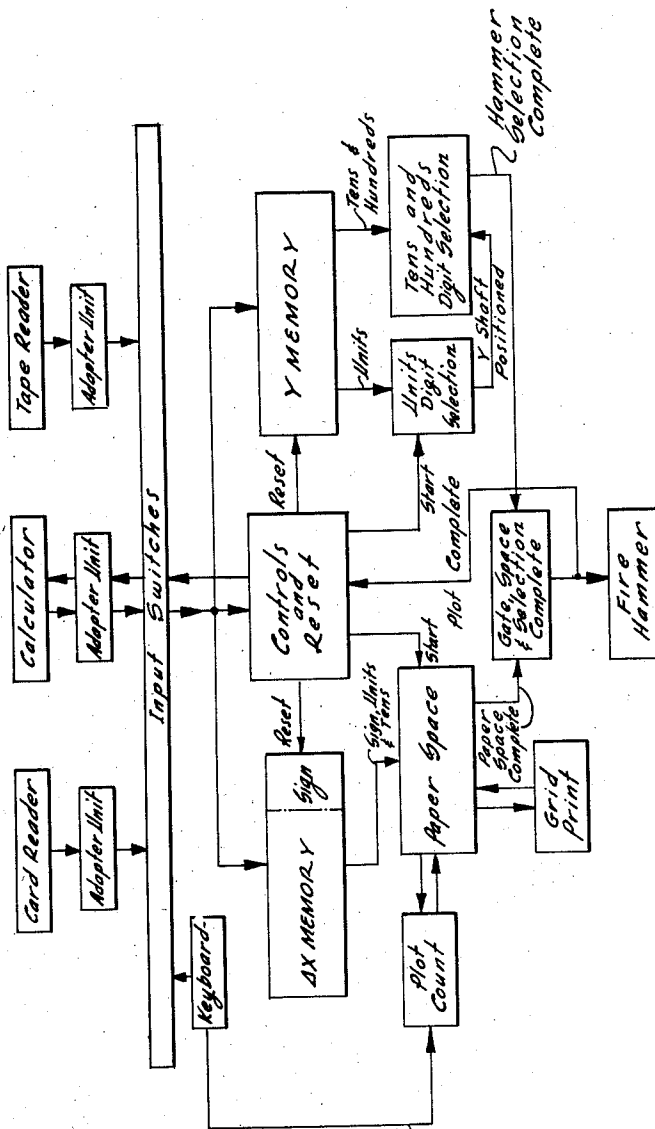 Card Reader
Calculator
Tape Reader
Adapter Unit
Adapter Unit
Adapter Unit
Input Switches
Keyboard
ΔX MEMORY
Sign
Reset
Controls
and
Reset
Reset
Y MEMORY
Sign, Units
& Tens
Units
Tens &
Hundreds
Start
Start
Plot
Complete
Plot
Count
Paper Space
Units
Digit
Selection
Tens and
Hundreds
Digit Selection
Y Shaft
Positioned
Paper
Space
Complete
Grid
Print
Gate, Space
& Selection
Complete
Hammer
Selection
Complete
Fire
Hammer